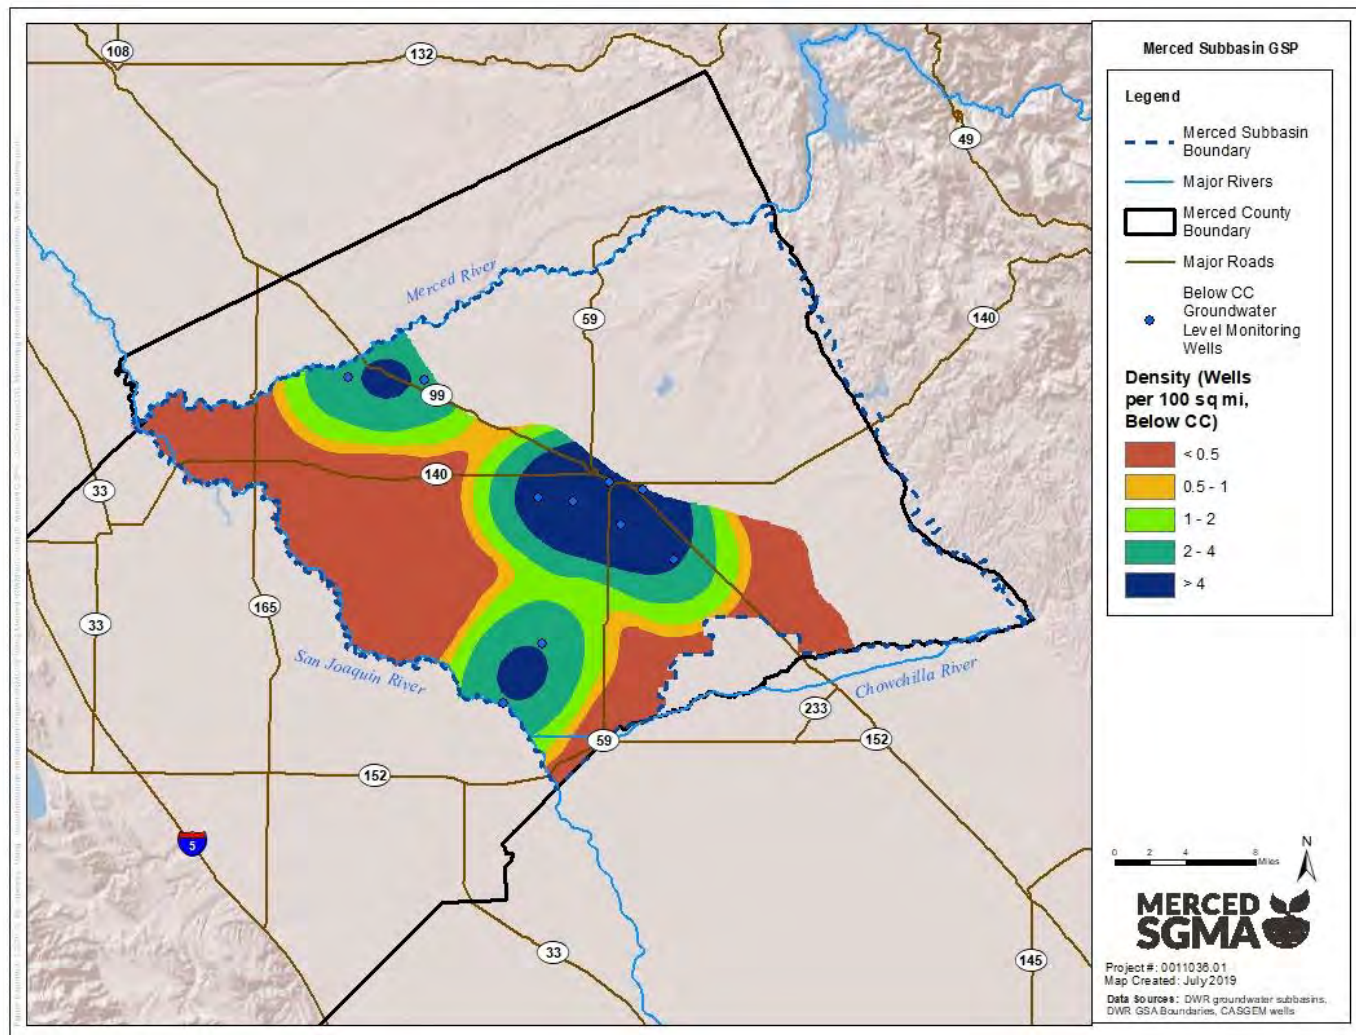 108
132
49
Merced River
59
140
99
140
33
165
33
San Joaquin River
Chowchilla River
233
59
152
152
5
33
145
Merced Subbasin GSP
Legend
Merced Subbasin
Boundary
Major Rivers
Merced County
Boundary
Major Roads
Below CC
Groundwater
Level Monitoring
Wells
Density (Wells
per 100 sq mi,
Below CC)
< 0.5
0.5 - 1
1 - 2
2 - 4
> 4
N
0 2 4 8
Miles
MERCED
SGMA
Project #: 0011036.01
Map Created: July 2019
Data Sources: DWR groundwater subbasins,
DWR GSA Boundaries, CASGEM wells